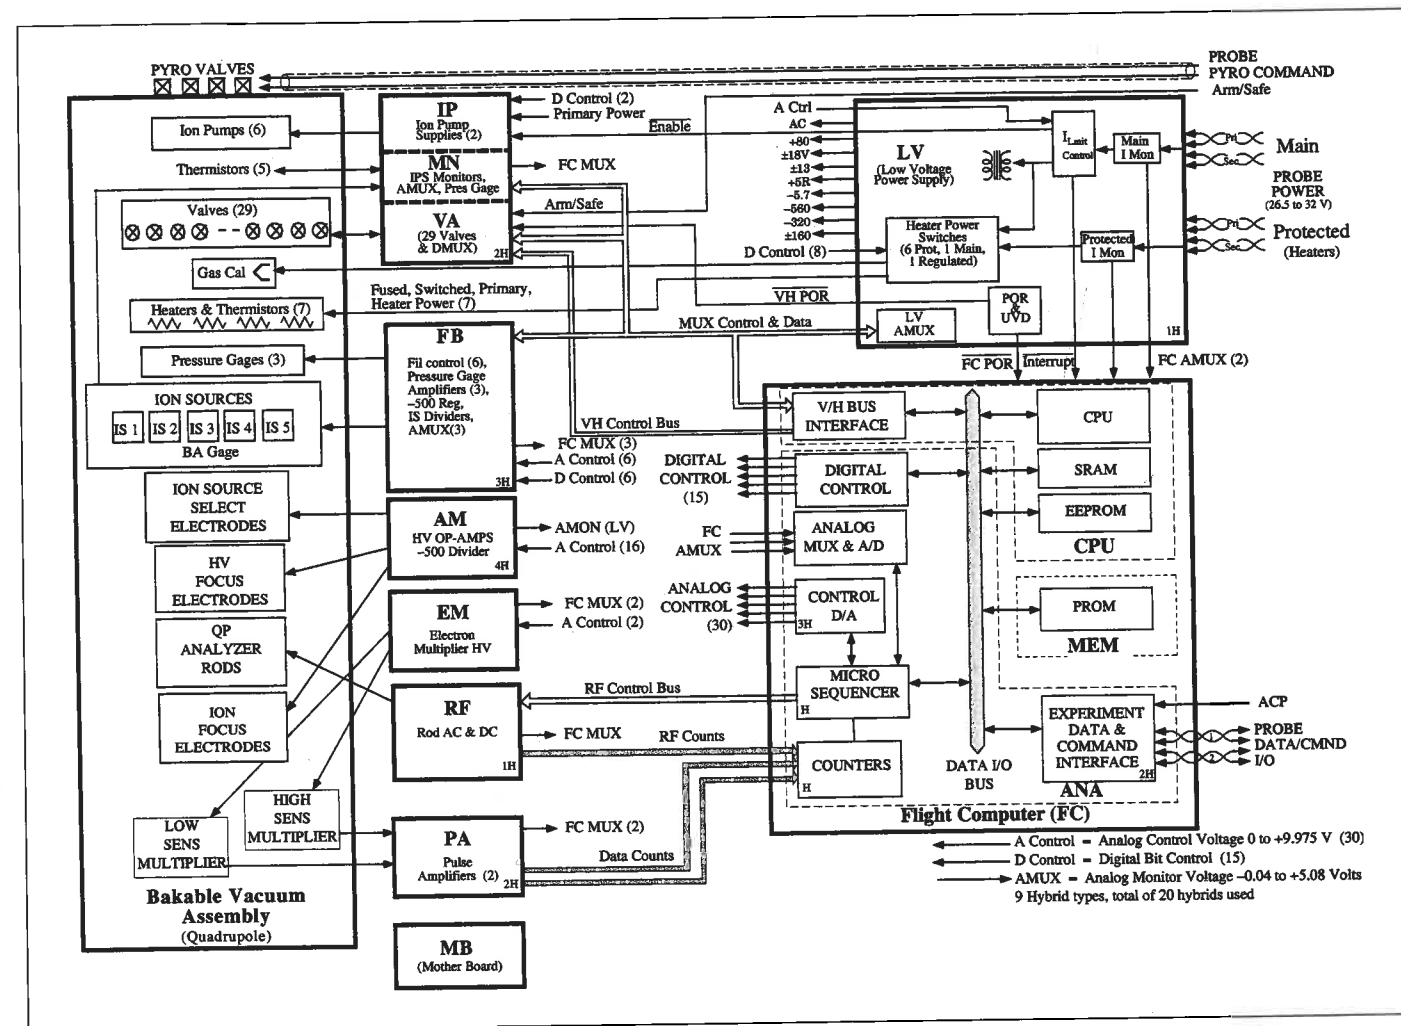 PROBE
PYRO COMMAND
Arm/Safe
PYRO VALVES
Ion Pumps (6)
Thermistors (5)
Valves (29)
Gas Cal
Heaters & Thermistors (7)
Pressure Gages (3)
ION SOURCES
IS 1 IS 2 IS 3 IS 4 IS 5
BA Gage
ION SOURCE
SELECT
ELECTRODES
HV
FOCUS
ELECTRODES
QP
ANALYZER
RODS
ION
FOCUS
ELECTRODES
HIGH
SENS
MULTIPLIER
LOW
SENS
MULTIPLIER
Bakable Vacuum
Assembly
(Quadrupole)
IP
Ion Pump
Supplies (2)
MN
IPS Monitors,
AMUX, Pres Gage
VA
(29 Valves
& DMUX)
2H
D Control (2)
Primary Power
Enable
FC MUX
Arm/Safe
Fused, Switched, Primary,
Heater Power (7)
VH POR
MUX Control & Data
FB
Fil control (6),
Pressure Gage
Amplifiers (3),
–500 Reg,
IS Dividers,
AMUX(3)
3H
VH Control Bus
FC MUX (3)
A Control (6)
D Control (6)
AM
HV OP-AMPS
–500 Divider
4H
AMON (LV)
A Control (16)
EM
Electron
Multiplier HV
FC MUX (2)
A Control (2)
RF
Rod AC & DC
1H
RF Control Bus
FC MUX
RF Counts
PA
Pulse
Amplifiers (2)
2H
FC MUX (2)
Data Counts
MB
(Mother Board)
A Ctrl
AC
+80
±18V
±13
+5R
–5.7
–560
–320
±160
D Control (8)
LV
(Low Voltage
Power Supply)
I Limit
Control
Main
I Mon
Heater Power
Switches
(6 Prot, 1 Main,
1 Regulated)
Protected
I Mon
POR
&
UVD
LV
AMUX
1H
Pri
Sec
Main
PROBE
POWER
(26.5 to 32 V)
Pri
Sec
Protected
(Heaters)
FC POR
Interrupt
FC AMUX (2)
V/H BUS
INTERFACE
DIGITAL
CONTROL
(15)
DIGITAL
CONTROL
FC
AMUX
ANALOG
MUX & A/D
ANALOG
CONTROL
(30)
CONTROL
D/A
3H
MICRO
SEQUENCER
H
COUNTERS
H
DATA I/O
BUS
CPU
SRAM
EEPROM
CPU
PROM
MEM
EXPERIMENT
DATA &
COMMAND
INTERFACE
2H
ANA
Flight Computer (FC)
ACP
1
2
PROBE
DATA/CMND
I/O
A Control = Analog Control Voltage 0 to +9.975 V (30)
D Control = Digital Bit Control (15)
AMUX = Analog Monitor Voltage –0.04 to +5.08 Volts
9 Hybrid types, total of 20 hybrids used